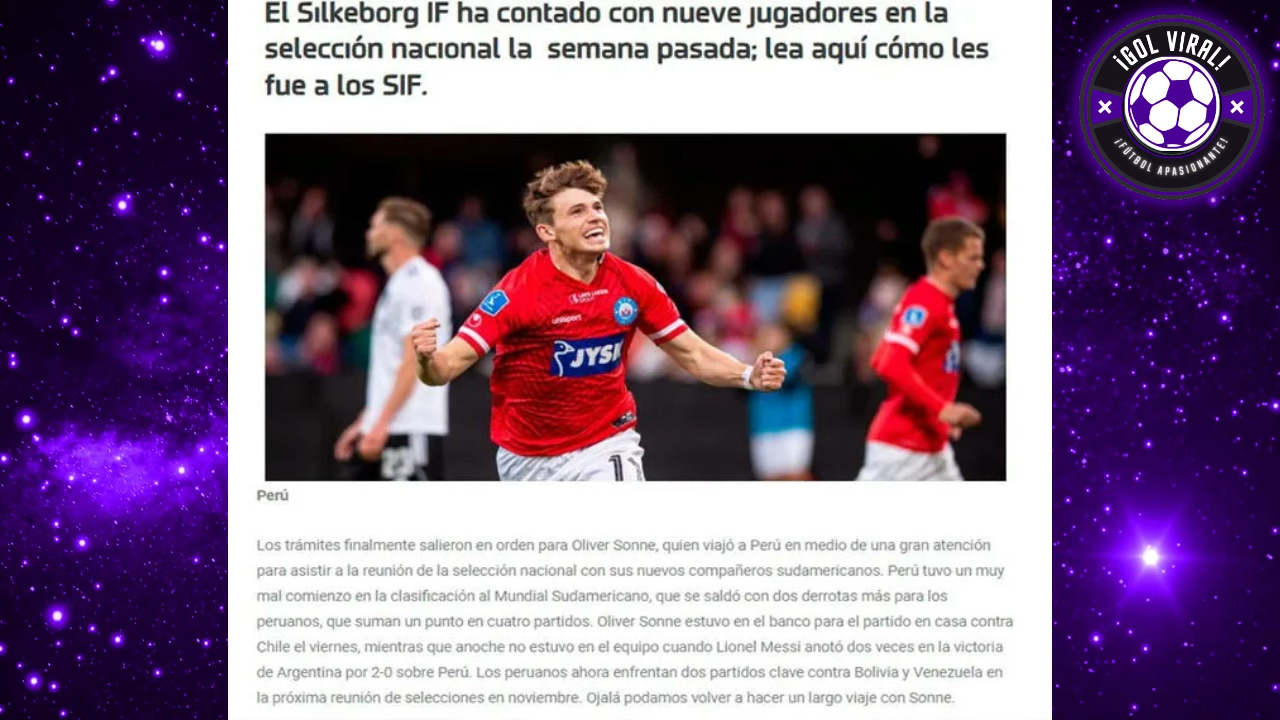 El Silkeborg IF ha contado con nueve jugadores en la
selección nacional la semana pasada; lea aquí cómo les
fue a los SIF.
¡GOL VIRAL!
¡FÚTBOL APASIONANTE!
uhlsport
JYSK
Perú
Los trámites finalmente salieron en orden para Oliver Sonne, quien viajó a Perú en medio de una gran atención
para asistir a la reunión de la selección nacional con sus nuevos compañeros sudamericanos. Perú tuvo un muy
mal comienzo en la clasificación al Mundial Sudamericano, que se saldó con dos derrotas más para los
peruanos, que suman un punto en cuatro partidos. Oliver Sonne estuvo en el banco para el partido en casa contra
Chile el viernes, mientras que anoche no estuvo en el equipo cuando Lionel Messi anotó dos veces en la victoria
de Argentina por 2-0 sobre Perú. Los peruanos ahora enfrentan dos partidos clave contra Bolivia y Venezuela en
la próxima reunión de selecciones en noviembre. Ojalá podamos volver a hacer un largo viaje con Sonne.